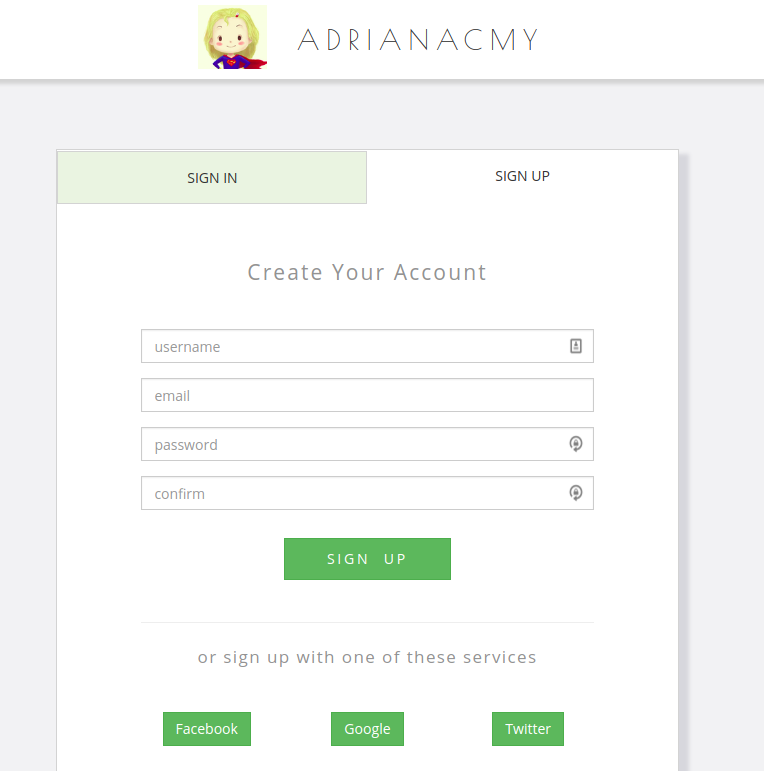 ADRIANACMY
SIGN IN
SIGN UP
Create Your Account
username
email
password
confirm
SIGN UP
or sign up with one of these services
Facebook
Google
Twitter